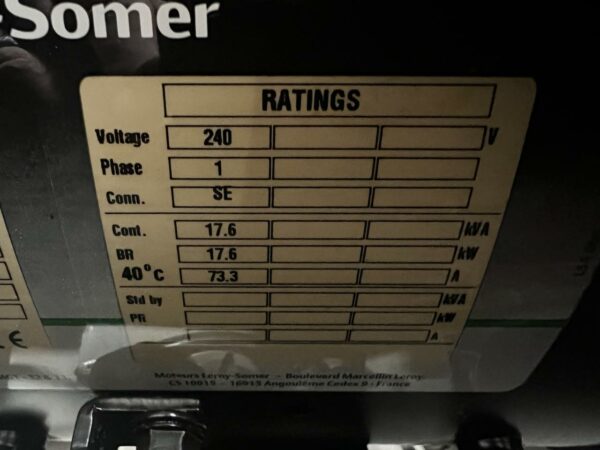 -Somer
RATINGS
Voltage 240 V
Phase 1
Conn. SE
Cont. 17.6 kVA
BR 17.6 kW
40°C 73.3 A
Std by kVA
PR kW
A
Moteurs Leroy-Somer - Boulevard Marcellin Leroy,
CS 10015 - 16915 Angoulême Cedex 9 - France